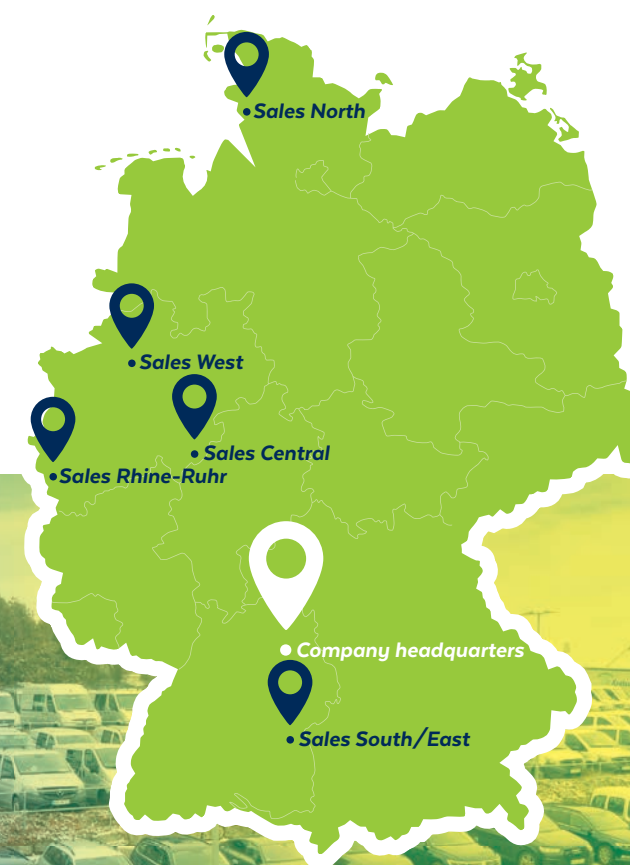 Sales North
Sales West
Sales Central
Sales Rhine-Ruhr
Company headquarters
Sales South/East